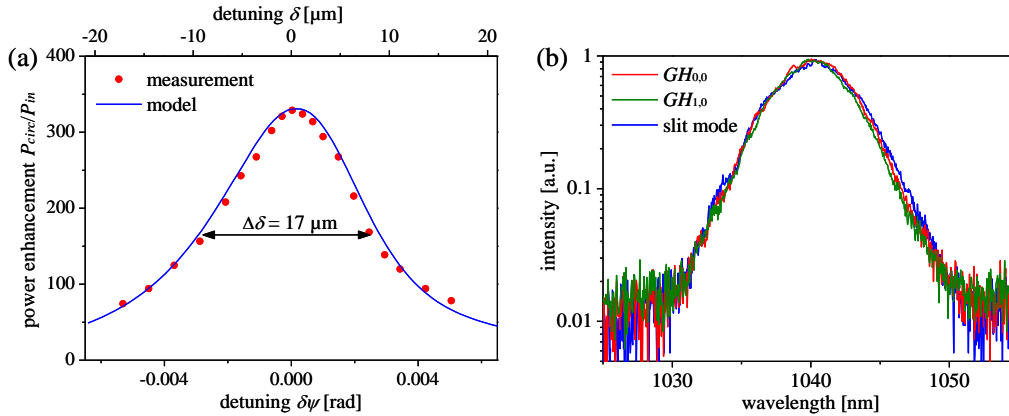 (a)
detuning δ [µm]
-20 -10 0 10 20
400
300
200
100
0
power enhancement Pcirc/Pin
measurement
model
Δδ = 17 µm
-0.004 0.000 0.004
detuning δψ [rad]
(b)
1
0.1
0.01
intensity [a.u.]
GH0,0
GH1,0
slit mode
1030 1040 1050
wavelength [nm]